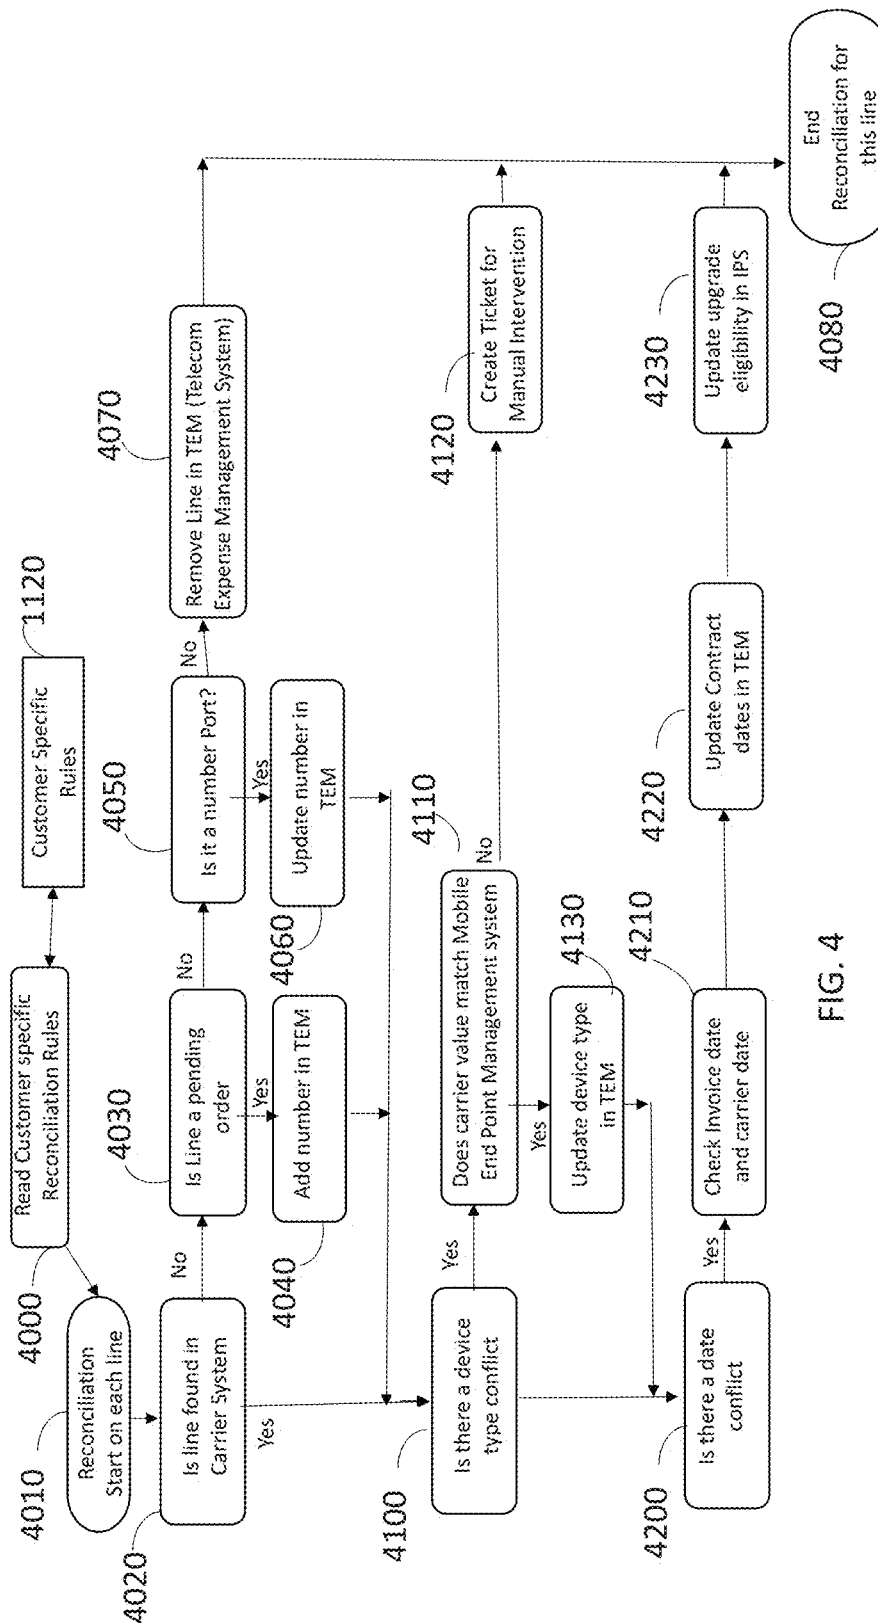 4000
Read Customer specific
Reconciliation Rules
Customer Specific
Rules
1120
4010
Reconciliation
Start on each line
4020
Is line found in
Carrier System
No
Yes
4030
Is Line a pending
order
No
Yes
4040
Add number in TEM
4050
Is it a number Port?
No
Yes
4060
Update number in
TEM
4070
Remove Line in TEM (Telecom
Expense Management System)
4100
Is there a device
type conflict
Yes
4110
Does carrier value match Mobile
End Point Management system
No
Yes
4120
Create Ticket for
Manual Intervention
4130
Update device type
in TEM
4200
Is there a date
conflict
Yes
4210
Check Invoice date
and carrier date
4220
Update Contract
dates in TEM
4230
Update upgrade
eligibility in IPS
4080
End
Reconciliation for
this line
FIG. 4